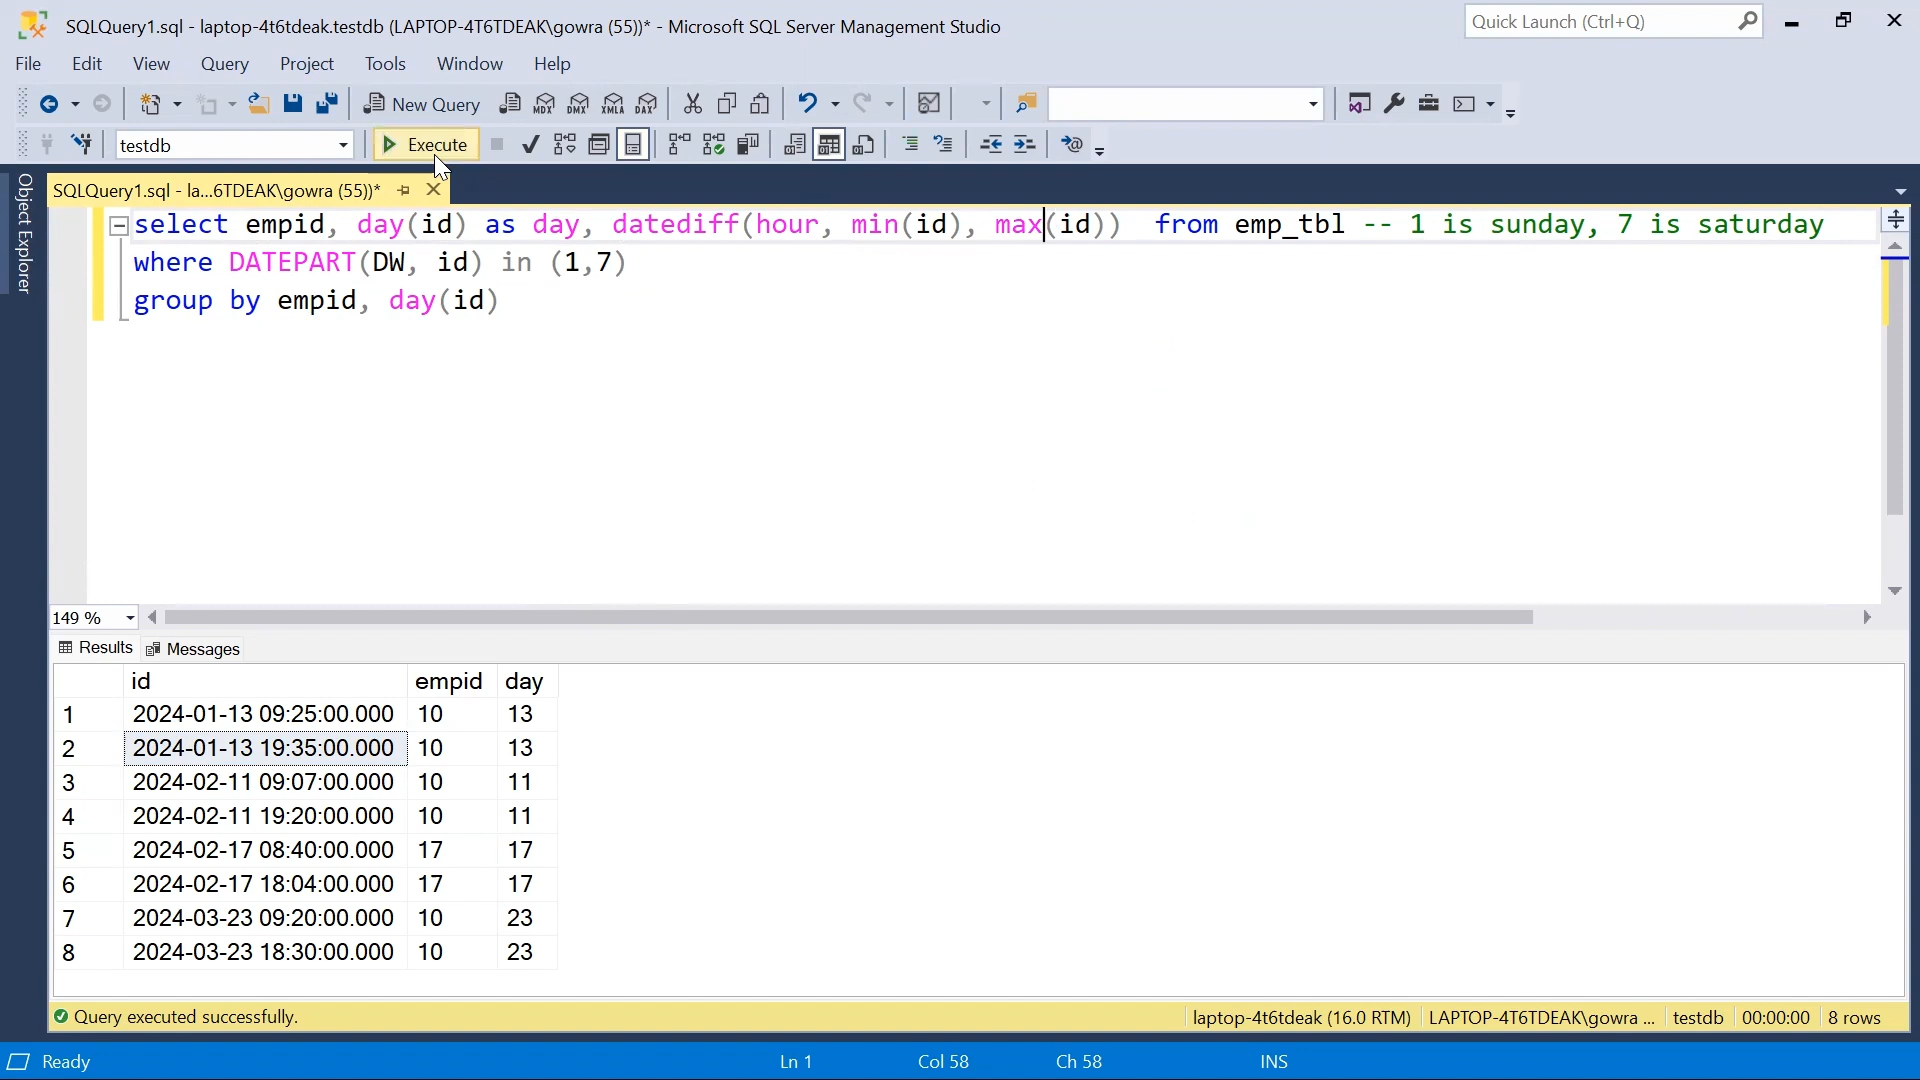 SQLQuery1.sql - laptop-4t6tdeak.testdb (LAPTOP-4T6TDEAK\gowra (55))* - Microsoft SQL Server Management Studio
Quick Launch (Ctrl+Q)
File Edit View Query Project Tools Window Help
New Query MDX DMX XMLA DAX
testdb Execute
Object Explorer
SQLQuery1.sql - la...6TDEAK\gowra (55))*
select empid, day(id) as day, datediff(hour, min(id), max(id))  from emp_tbl -- 1 is sunday, 7 is saturday
where DATEPART(DW, id) in (1,7)
group by empid, day(id)
149 %
Results Messages
id empid day
1 2024-01-13 09:25:00.000 10 13
2 2024-01-13 19:35:00.000 10 13
3 2024-02-11 09:07:00.000 10 11
4 2024-02-11 19:20:00.000 10 11
5 2024-02-17 08:40:00.000 17 17
6 2024-02-17 18:04:00.000 17 17
7 2024-03-23 09:20:00.000 10 23
8 2024-03-23 18:30:00.000 10 23
Query executed successfully. laptop-4t6tdeak (16.0 RTM) LAPTOP-4T6TDEAK\gowra ... testdb 00:00:00 8 rows
Ready Ln 1 Col 58 Ch 58 INS